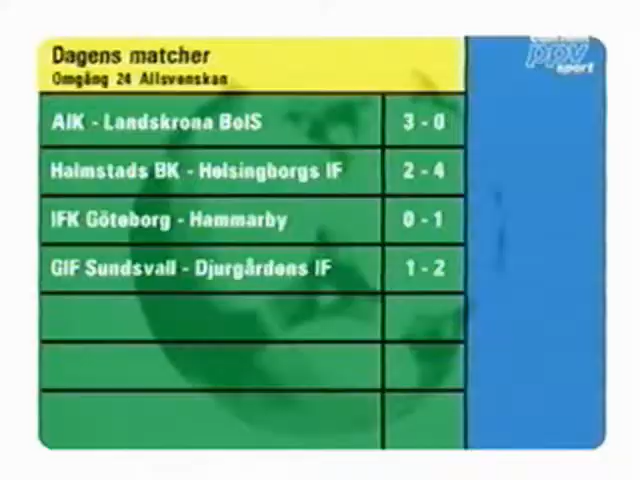 Dagens matcher
Omgång 24 Allsvenskan
AIK - Landskrona BoIS 3 - 0
Halmstads BK - Helsingborgs IF 2 - 4
IFK Göteborg - Hammarby 0 - 1
GIF Sundsvall - Djurgårdens IF 1 - 2
ppv
sport